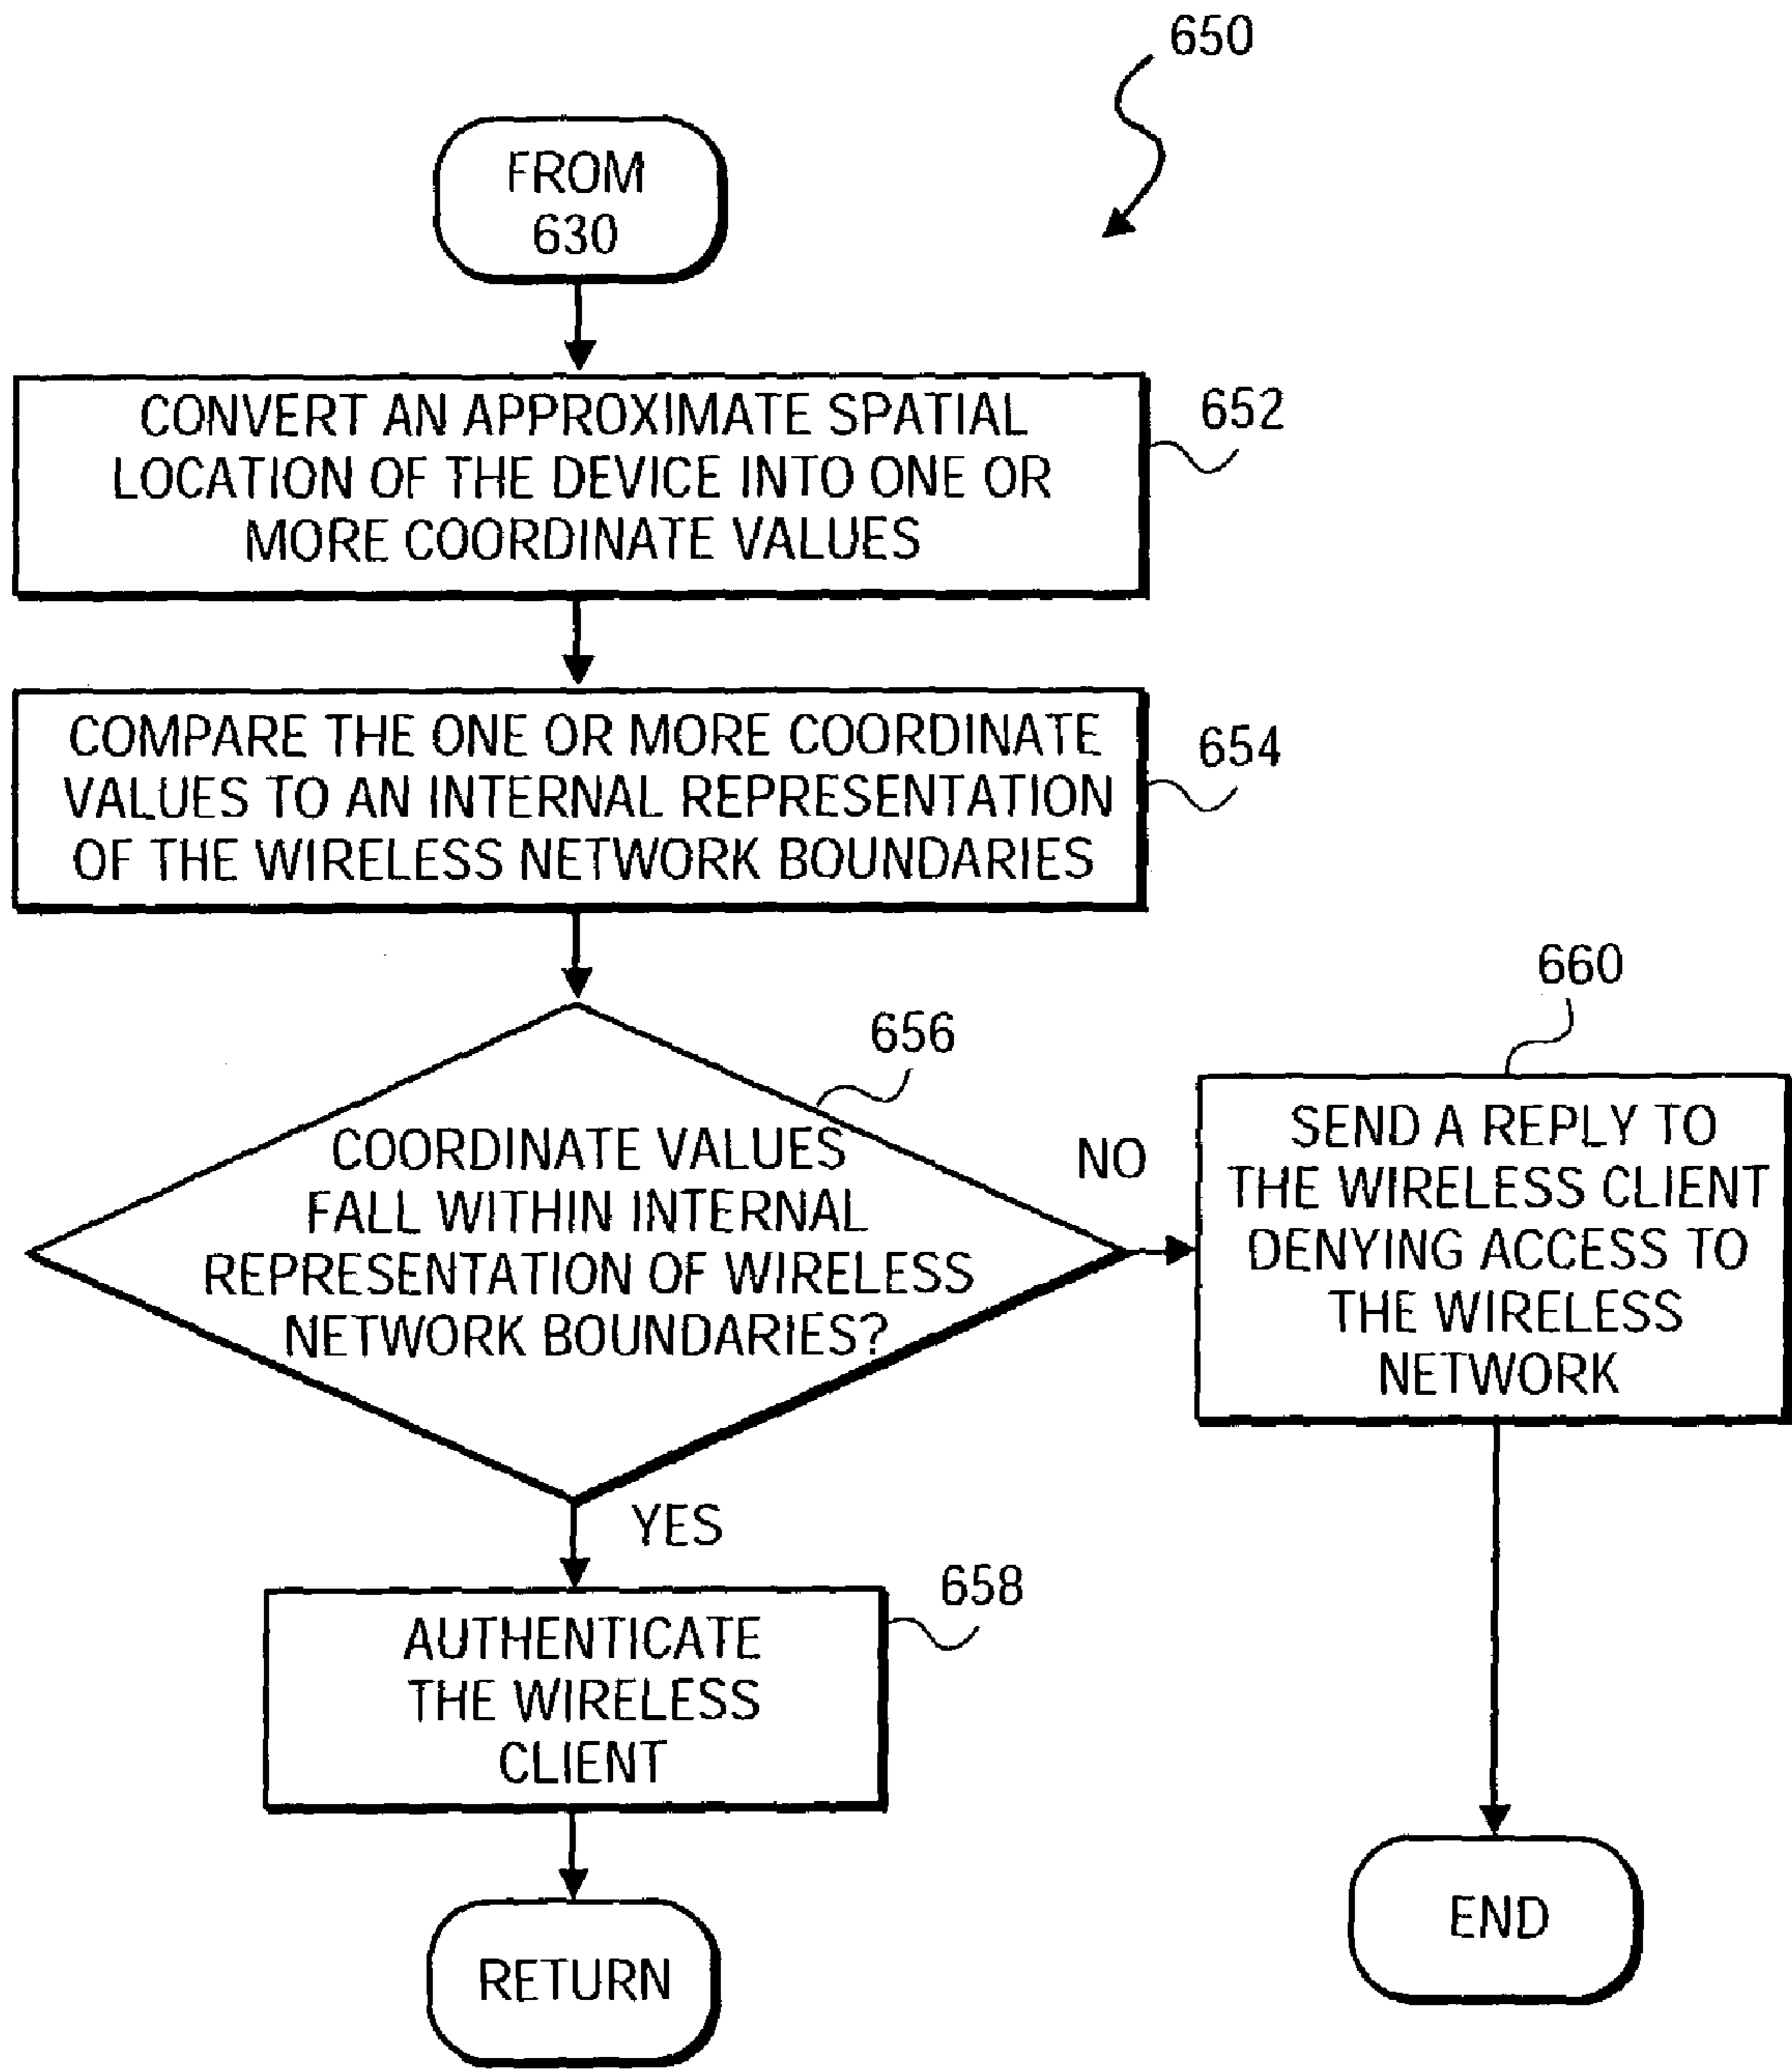 650
FROM
630
CONVERT AN APPROXIMATE SPATIAL
LOCATION OF THE DEVICE INTO ONE OR
MORE COORDINATE VALUES
652
COMPARE THE ONE OR MORE COORDINATE
VALUES TO AN INTERNAL REPRESENTATION
OF THE WIRELESS NETWORK BOUNDARIES
654
656
COORDINATE VALUES
FALL WITHIN INTERNAL
REPRESENTATION OF WIRELESS
NETWORK BOUNDARIES?
NO
660
SEND A REPLY TO
THE WIRELESS CLIENT
DENYING ACCESS TO
THE WIRELESS
NETWORK
YES
658
AUTHENTICATE
THE WIRELESS
CLIENT
RETURN
END